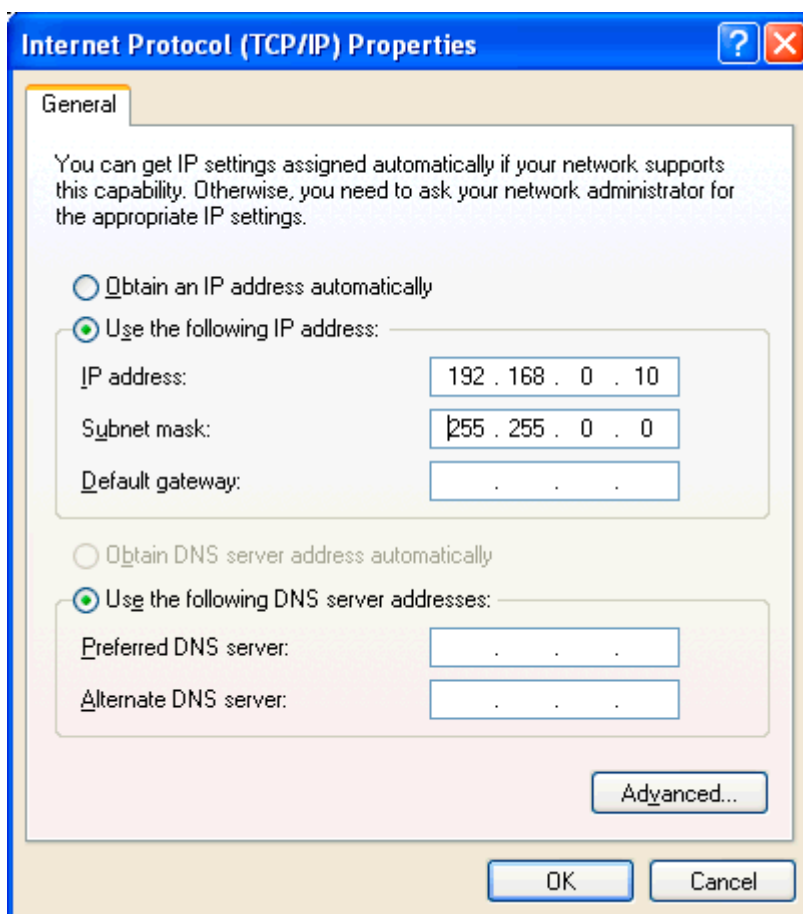 Internet Protocol (TCP/IP) Properties
General
You can get IP settings assigned automatically if your network supports
this capability. Otherwise, you need to ask your network administrator for
the appropriate IP settings.
Obtain an IP address automatically
Use the following IP address:
IP address: 192 . 168 . 0 . 10
Subnet mask: 255 . 255 . 0 . 0
Default gateway: . . .
Obtain DNS server address automatically
Use the following DNS server addresses:
Preferred DNS server: . . .
Alternate DNS server: . . .
Advanced...
OK Cancel